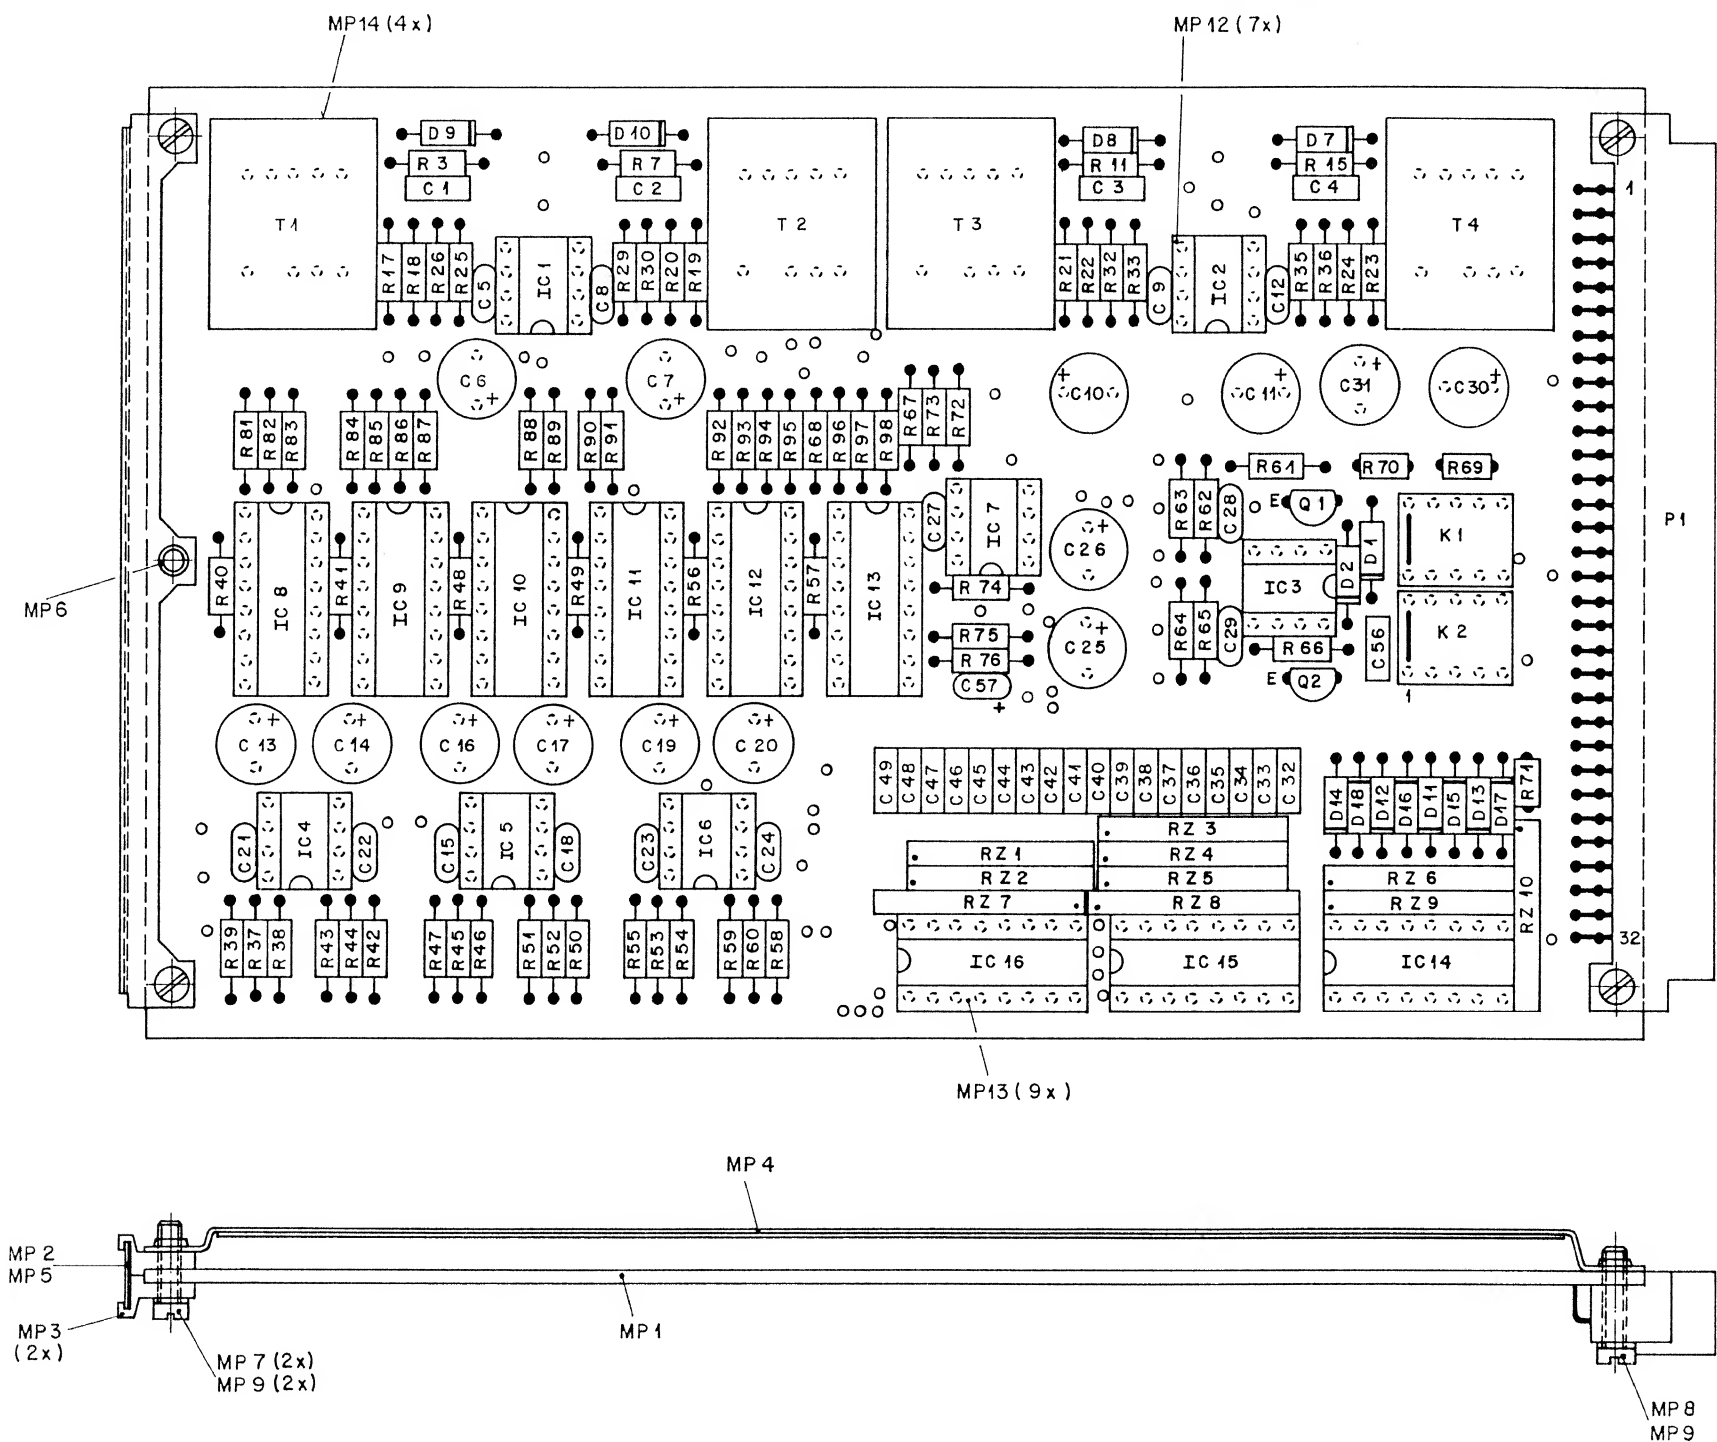 MP14 (4x)
MP12 (7x)
D9
D10
D8
D7
R3
R7
R11
R15
C1
C2
C3
C4
1
T1
T2
T3
T4
R17
R18
R26
R25
C5
IC1
C8
R29
R30
R20
R19
R21
R22
R32
R33
C9
IC2
C12
R35
R36
R24
R23
C6
+
C7
+
+
C10
C11
+
C31
+
C30
+
R81
R82
R83
R84
R85
R86
R87
R88
R89
R90
R91
R92
R93
R94
R95
R68
R96
R97
R98
R67
R73
R72
R61
R70
R69
R63
R62
C28
E
Q1
D1
D2
K1
P1
C27
IC7
C26
+
R40
IC8
R41
IC9
R48
IC10
R49
IC11
R56
IC12
R57
IC13
R74
IC3
MP6
R75
R76
C57
+
C25
+
R64
R65
C29
R66
C56
K2
E
Q2
1
C13
+
C14
+
C16
+
C17
+
C19
+
C20
+
C49
C48
C47
C46
C45
C44
C43
C42
C41
C40
C39
C38
C37
C36
C35
C34
C33
C32
D14
D18
D12
D16
D11
D15
D13
D17
R71
C21
IC4
C22
C15
IC5
C18
C23
IC6
C24
RZ3
RZ1
RZ4
RZ2
RZ5
RZ6
RZ7
RZ8
RZ9
RZ10
R39
R37
R38
R43
R44
R42
R47
R45
R46
R51
R52
R50
R55
R53
R54
R59
R60
R58
IC16
IC15
IC14
32
MP13 (9x)
MP4
MP2
MP5
MP3
(2x)
MP1
MP7 (2x)
MP9 (2x)
MP8
MP9